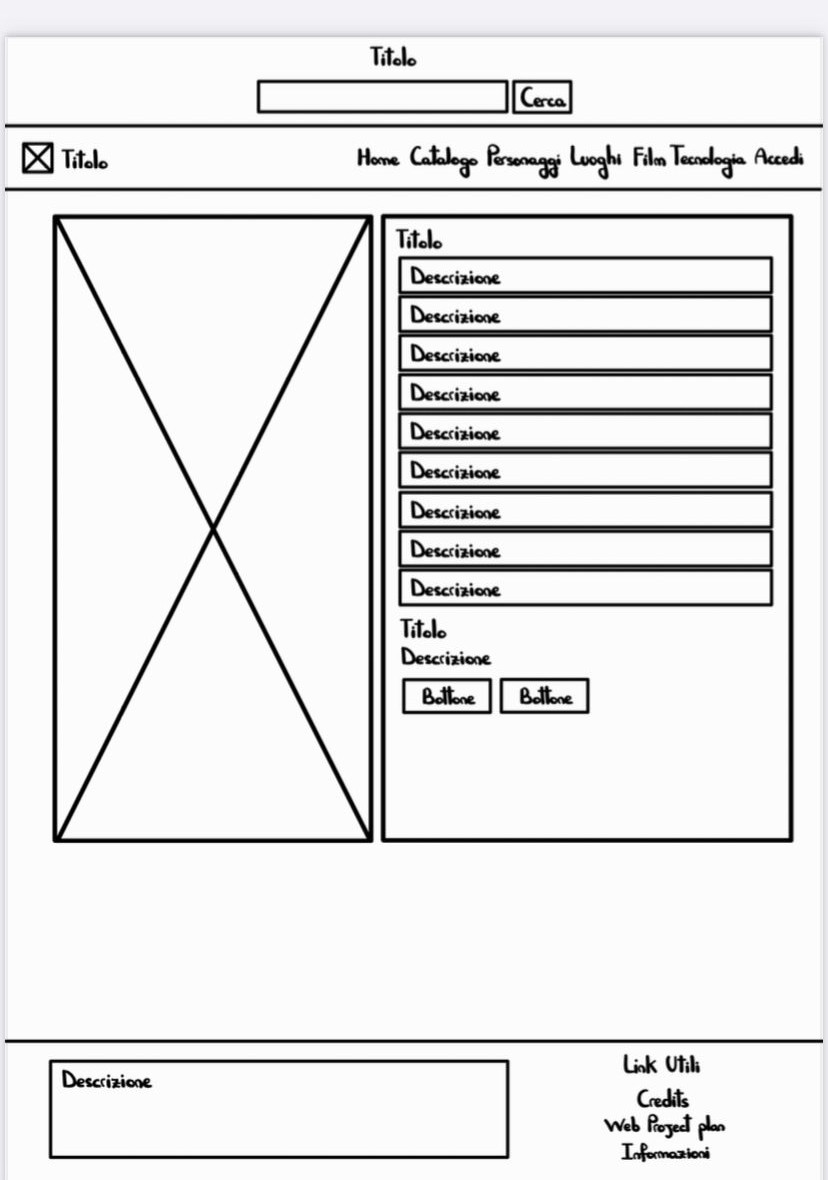 Titolo
Cerca
Titolo Home Catalogo Personaggi Luoghi Film Tecnologia Accedi
Titolo
Descrizione
Descrizione
Descrizione
Descrizione
Descrizione
Descrizione
Descrizione
Descrizione
Descrizione
Titolo
Descrizione
Bottone Bottone
Descrizione
Link Utili
Credits
Web Project plan
Informazioni